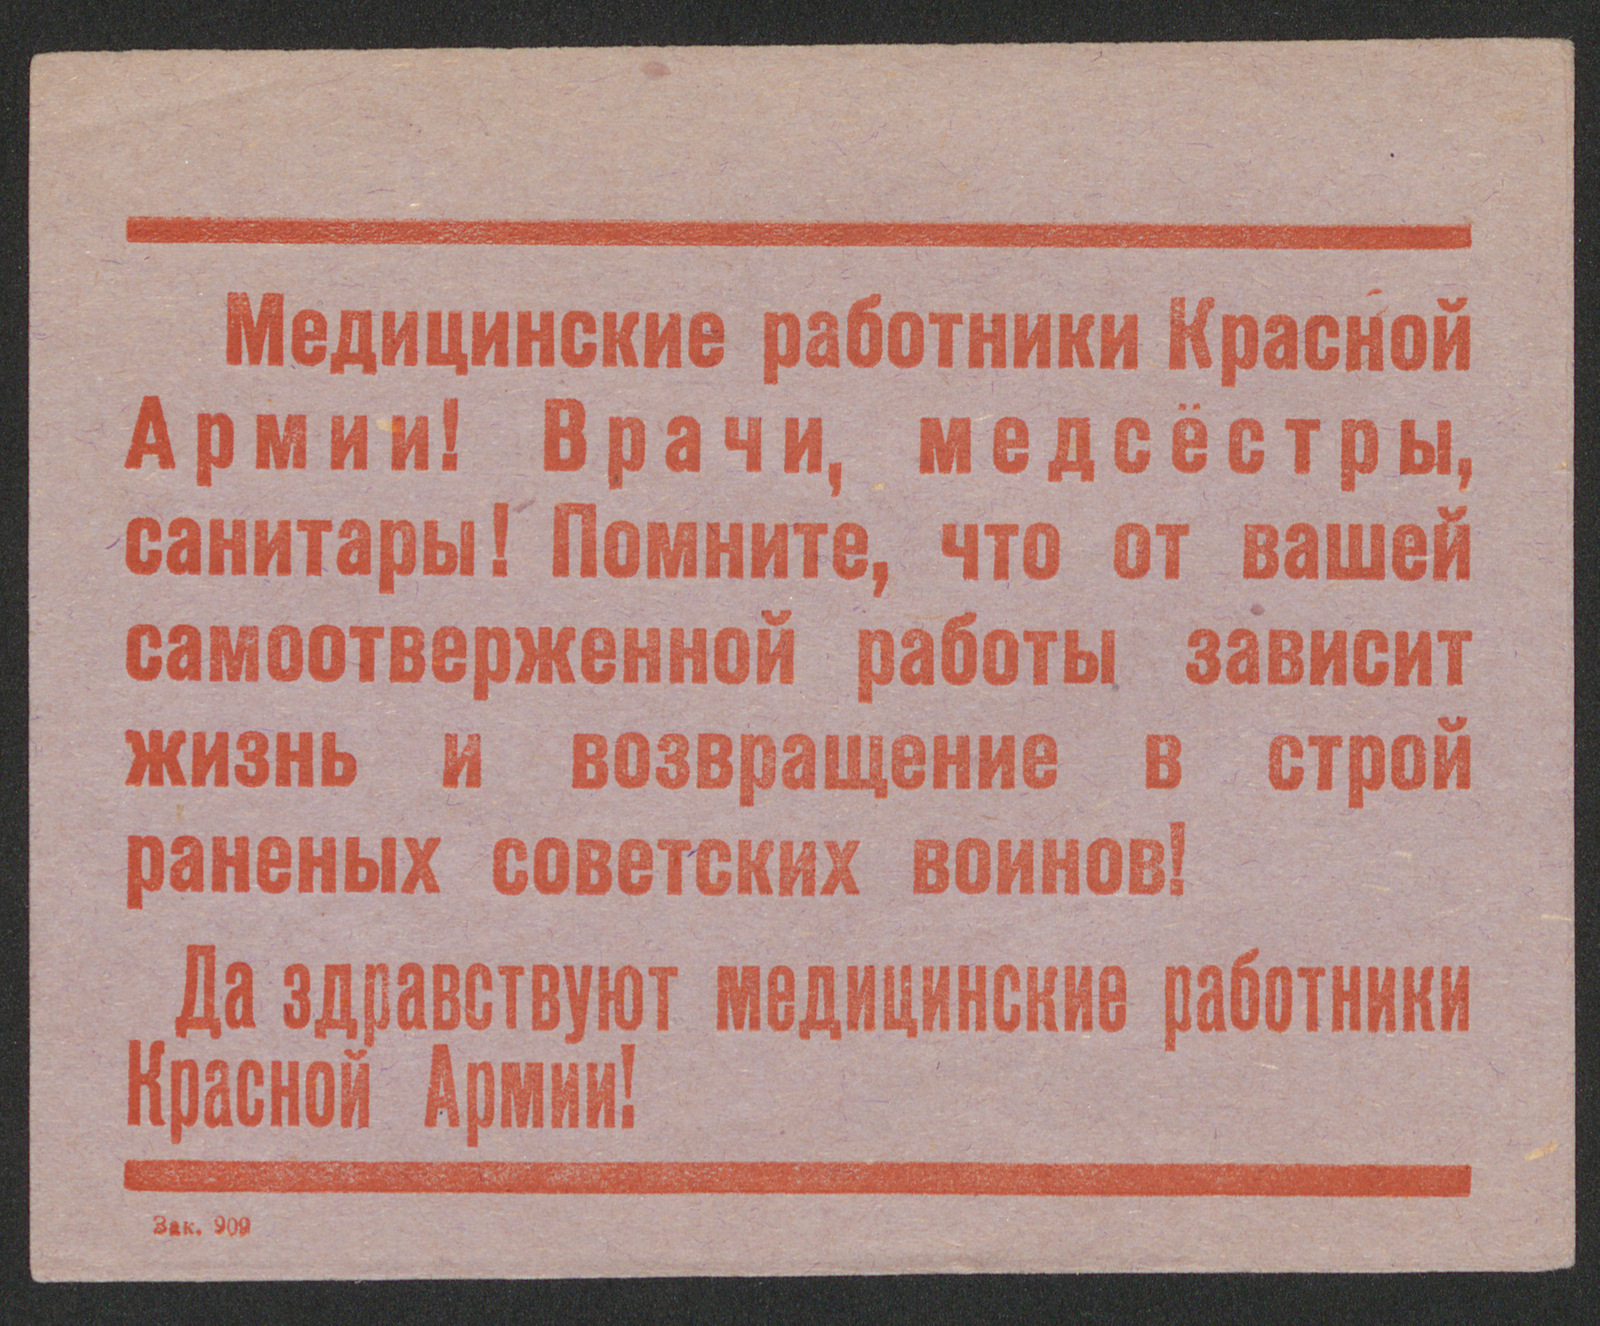 Медицинские работники Красной
Армии! Врачи, медсёстры,
санитары! Помните, что от вашей
самоотверженной работы зависит
жизнь и возвращение в строй
раненых советских воинов!
Да здравствуют медицинские работники
Красной Армии!
Зак. 909